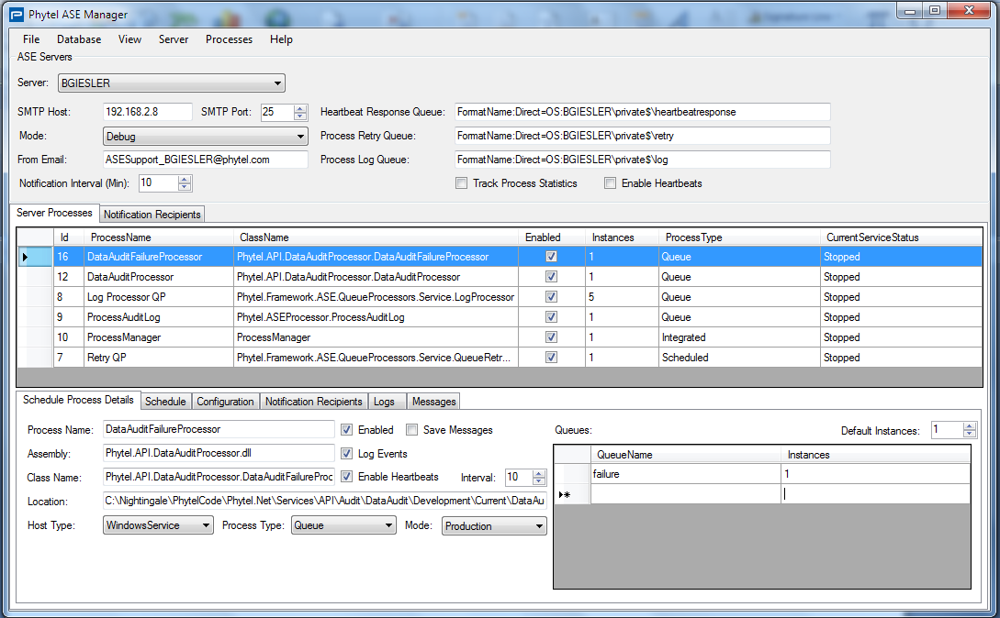 Phytel ASE Manager
File Database View Server Processes Help
ASE Servers
Server: BGIESLER
SMTP Host: 192.168.2.8 SMTP Port: 25 Heartbeat Response Queue: FormatName:Direct=OS:BGIESLER\private$\heartbeatresponse
Mode: Debug Process Retry Queue: FormatName:Direct=OS:BGIESLER\private$\retry
From Email: ASESupport_BGIESLER@phytel.com Process Log Queue: FormatName:Direct=OS:BGIESLER\private$\log
Notification Interval (Min): 10 Track Process Statistics Enable Heartbeats
Server Processes Notification Recipients
Id ProcessName ClassName Enabled Instances ProcessType CurrentServiceStatus
16 DataAuditFailureProcessor Phytel.API.DataAuditProcessor.DataAuditFailureProcessor 1 Queue Stopped
12 DataAuditProcessor Phytel.API.DataAuditProcessor.DataAuditProcessor 1 Queue Stopped
8 Log Processor QP Phytel.Framework.ASE.QueueProcessors.Service.LogProcessor 5 Queue Stopped
9 ProcessAuditLog Phytel.ASEProcessor.ProcessAuditLog 1 Queue Stopped
10 ProcessManager ProcessManager 1 Integrated Stopped
7 Retry QP Phytel.Framework.ASE.QueueProcessors.Service.QueueRetr... 1 Scheduled Stopped
Schedule Process Details Schedule Configuration Notification Recipients Logs Messages
Process Name: DataAuditFailureProcessor Enabled Save Messages Queues: Default Instances: 1
Assembly: Phytel.API.DataAuditProcessor.dll Log Events QueueName Instances
Class Name: Phytel.API.DataAuditProcessor.DataAuditFailureProc Enable Heartbeats Interval: 10 failure 1
Location: C:\Nightingale\PhytelCode\Phytel.Net\Services\API\Audit\DataAudit\Development\Current\DataAu
Host Type: WindowsService Process Type: Queue Mode: Production